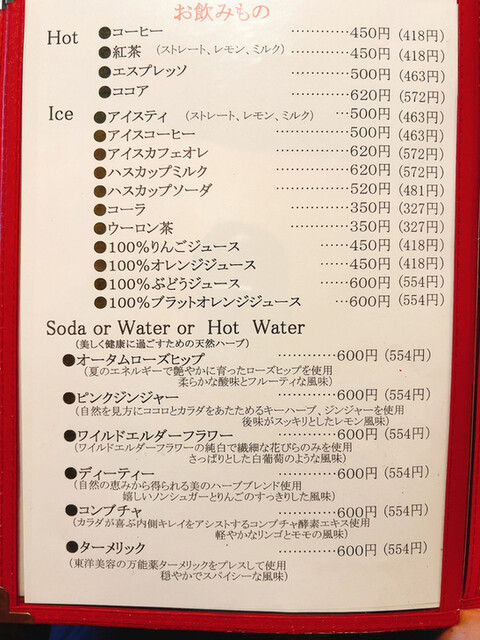 お飲みもの
Hot ●コーヒー …………… 450円 (418円)
●紅茶 (ストレート、レモン、ミルク) … 450円 (418円)
●エスプレッソ ………… 500円 (463円)
●ココア ………… 620円 (572円)
Ice ●アイスティ (ストレート、レモン、ミルク) … 500円 (463円)
●アイスコーヒー ………… 500円 (463円)
●アイスカフェオレ ………… 620円 (572円)
●ハスカップミルク ………… 620円 (572円)
●ハスカップソーダ ………… 520円 (481円)
●コーラ ………… 350円 (327円)
●ウーロン茶 ………… 350円 (327円)
●100%りんごジュース …… 450円 (418円)
●100%オレンジジュース …… 450円 (418円)
●100%ぶどうジュース …… 600円 (554円)
●100%ブラットオレンジジュース … 600円 (554円)
Soda or Water or Hot Water
(美しく健康に過ごすための天然ハーブ)
●オータムローズヒップ ………… 600円 (554円)
(夏のエネルギーで艶やかに育ったローズヒップを使用
柔らかな酸味とフルーティな風味)
●ピンクジンジャー ………… 600円 (554円)
(自然を見方にココロとカラダをあたためるキーハーブ、ジンジャーを使用
後味がスッキリとしたレモン風味)
●ワイルドエルダーフラワー ………… 600円 (554円)
(ワイルドエルダーフラワーの純白で繊細な花びらのみを使用
さっぱりとした白葡萄のような風味)
●ディーティー ………… 600円 (554円)
(自然の恵みから得られる美のハーブブレンド使用
嬉しいノンシュガーとりんごのすっきりした風味)
●コンブチャ ………… 600円 (554円)
(カラダが喜ぶ内側キレイをアシストするコンブチャ酵素エキス使用
軽やかなリンゴとモモの風味)
●ターメリック ………… 600円 (554円)
(東洋美容の万能薬ターメリックをプレスして使用
穏やかでスパイシーな風味)